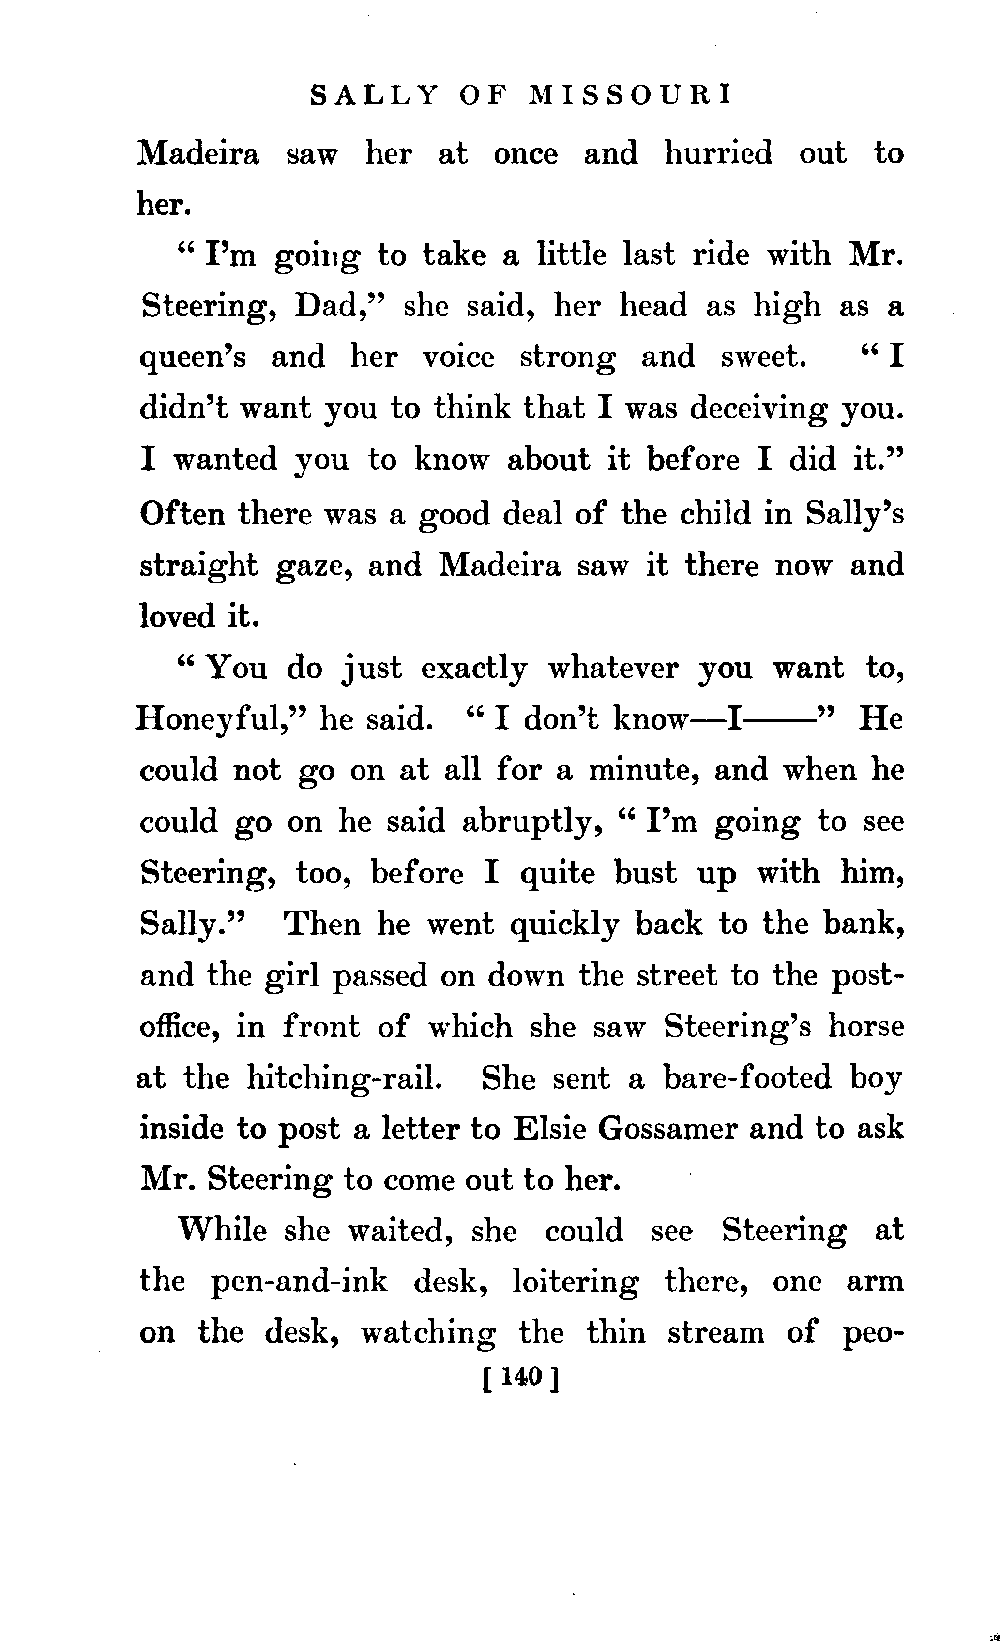 SALLY OF MISSOURI
Madeira saw her at once and hurried out to
her.
“ I’m going to take a little last ride with Mr.
Steering, Dad,” she said, her head as high as a
queen’s and her voice strong and sweet. “ I
didn’t want you to think that I was deceiving you.
I wanted you to know about it before I did it.”
Often there was a good deal of the child in Sally’s
straight gaze, and Madeira saw it there now and
loved it.
“ You do just exactly whatever you want to,
Honeyful,” he said. “ I don’t know—I——” He
could not go on at all for a minute, and when he
could go on he said abruptly, “ I’m going to see
Steering, too, before I quite bust up with him,
Sally.” Then he went quickly back to the bank,
and the girl passed on down the street to the post-
office, in front of which she saw Steering’s horse
at the hitching-rail. She sent a bare-footed boy
inside to post a letter to Elsie Gossamer and to ask
Mr. Steering to come out to her.
While she waited, she could see Steering at
the pen-and-ink desk, loitering there, one arm
on the desk, watching the thin stream of peo-
[ 140 ]